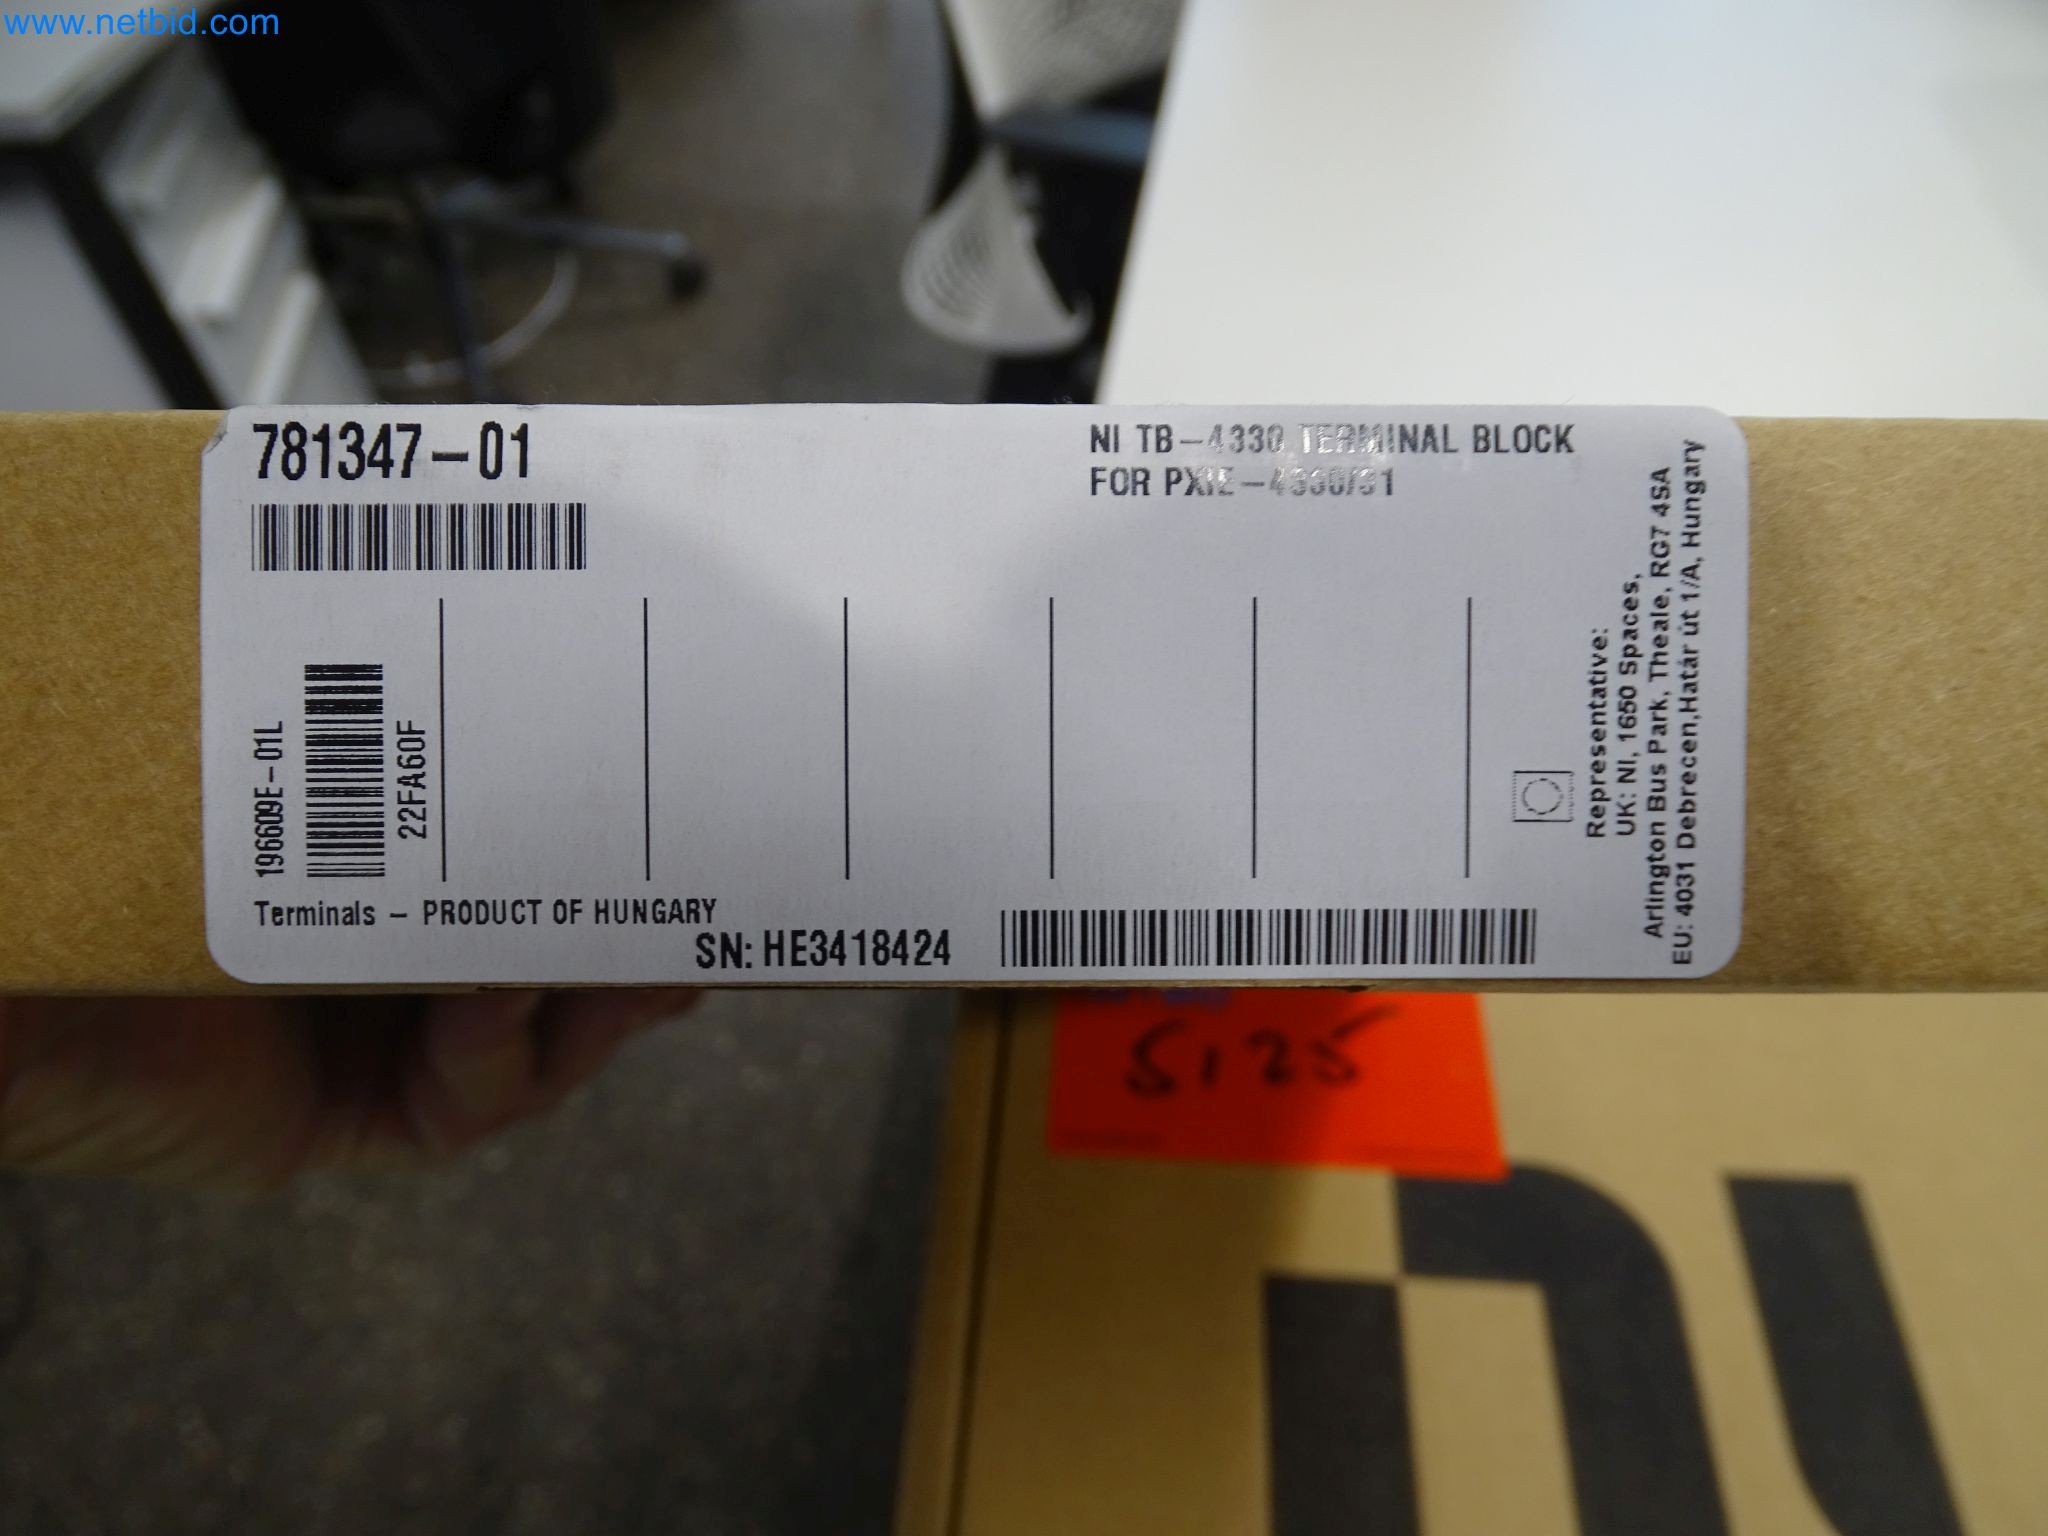 www.netbid.com
781347-01
NI TB-4330 TERMINAL BLOCK
FOR PXIE-4330/31
196609E-01L
22FA60F
Representative:
UK: NI, 1650 Spaces,
Arlington Bus Park, Theale, RG7 4SA
EU: 4031 Debrecen,Határ út 1/A, Hungary
Terminals - PRODUCT OF HUNGARY
SN: HE3418424
5125